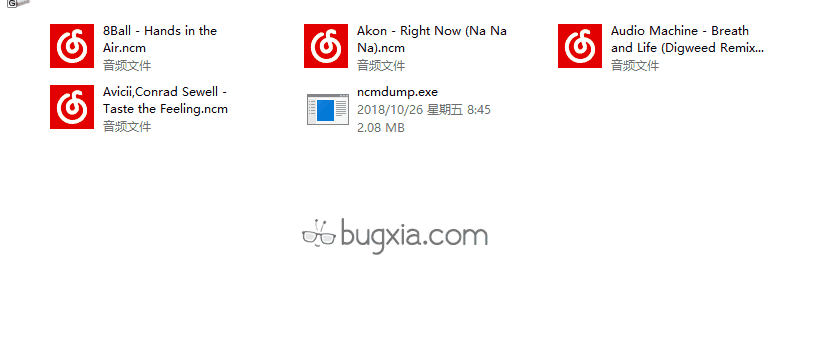 8Ball - Hands in the
Air.ncm
音频文件
Akon - Right Now (Na Na
Na).ncm
音频文件
Audio Machine - Breath
and Life (Digweed Remix...
音频文件
Avicii,Conrad Sewell -
Taste the Feeling.ncm
音频文件
ncmdump.exe
2018/10/26 星期五 8:45
2.08 MB
bugxia.com